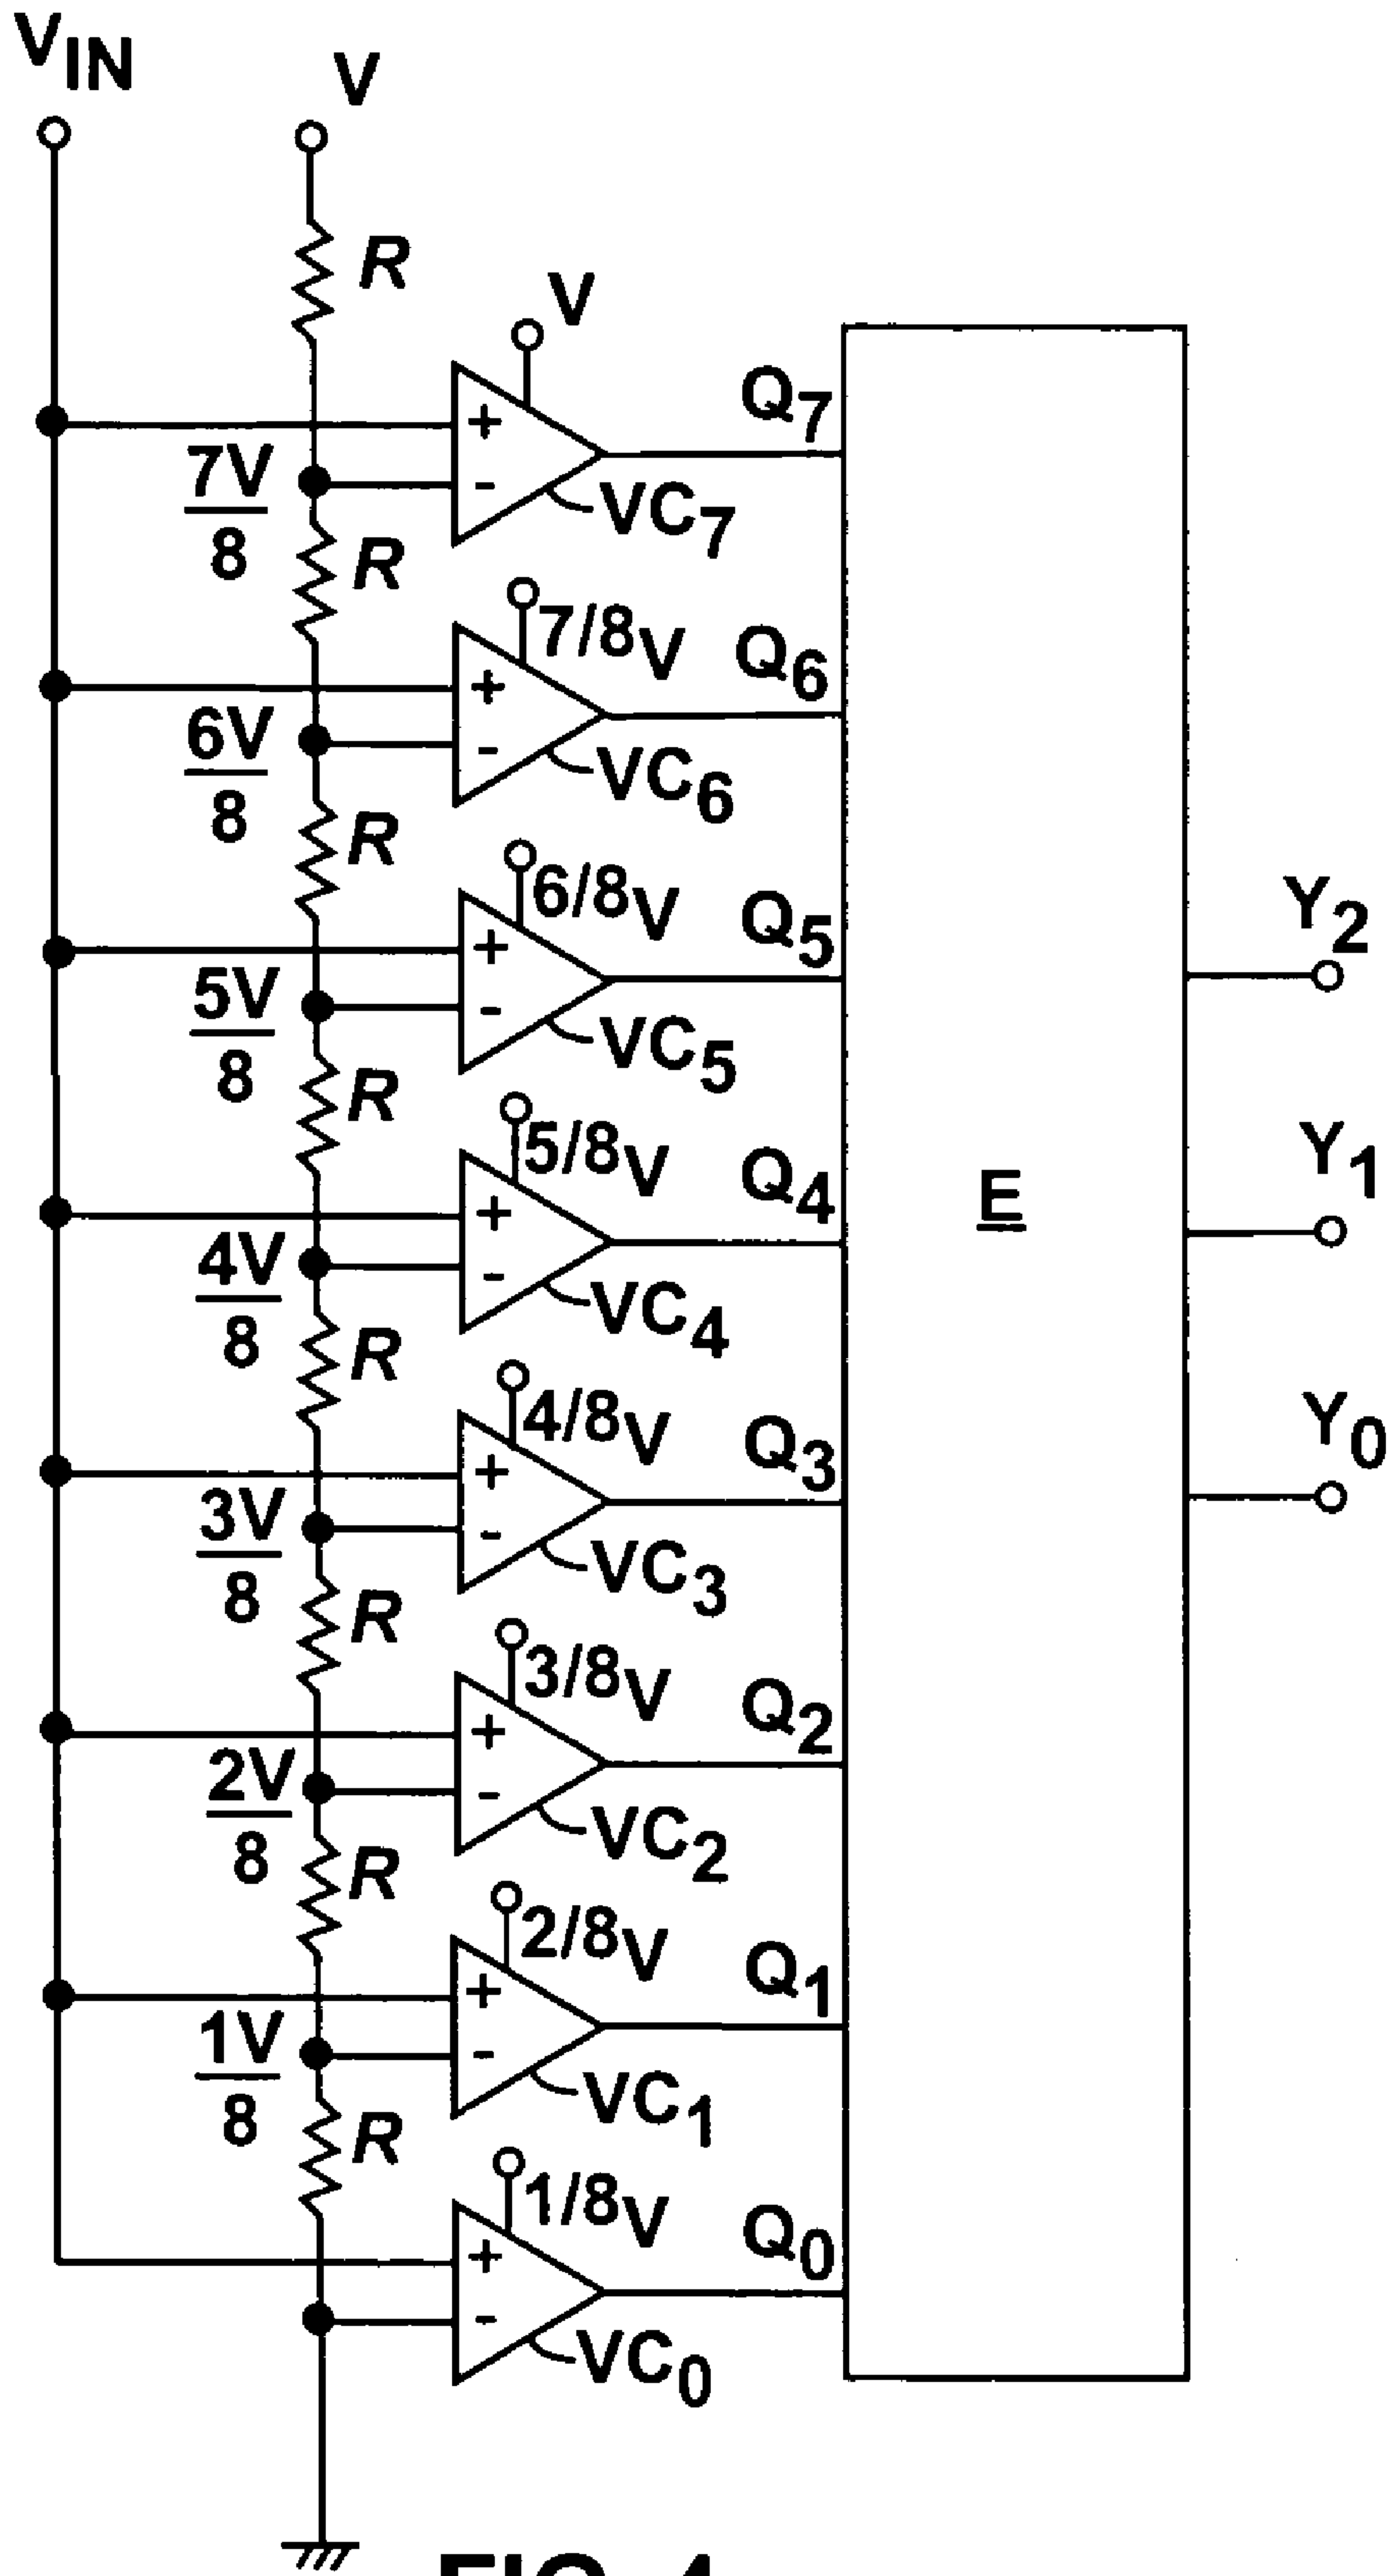 VIN
V
R
V
+
Q7
7V/8
-
VC7
R
7/8V
Q6
+
6V/8
-
VC6
R
6/8V
Q5
+
5V/8
-
VC5
R
5/8V
Q4
+
4V/8
-
VC4
R
4/8V
Q3
+
3V/8
-
VC3
R
3/8V
Q2
+
2V/8
-
VC2
R
2/8V
Q1
+
1V/8
-
VC1
R
1/8V
Q0
+
-
VC0
E
Y2
Y1
Y0